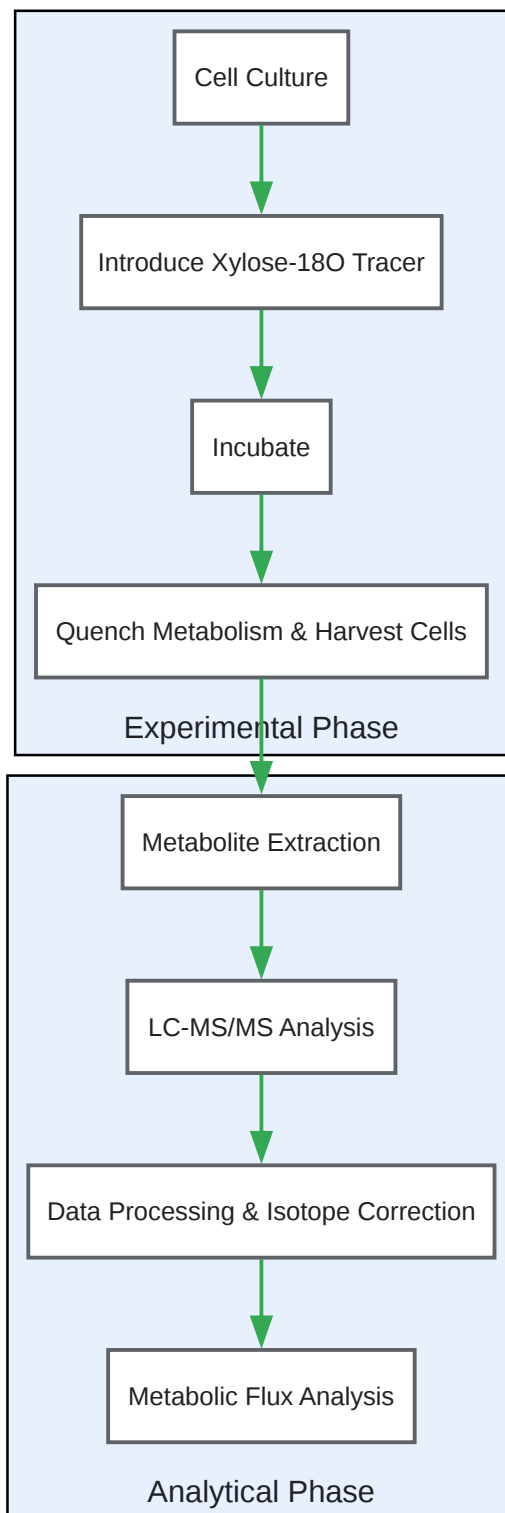 Cell Culture
Introduce Xylose-18O Tracer
Incubate
Quench Metabolism & Harvest Cells
Experimental Phase
Metabolite Extraction
LC-MS/MS Analysis
Data Processing & Isotope Correction
Metabolic Flux Analysis
Analytical Phase